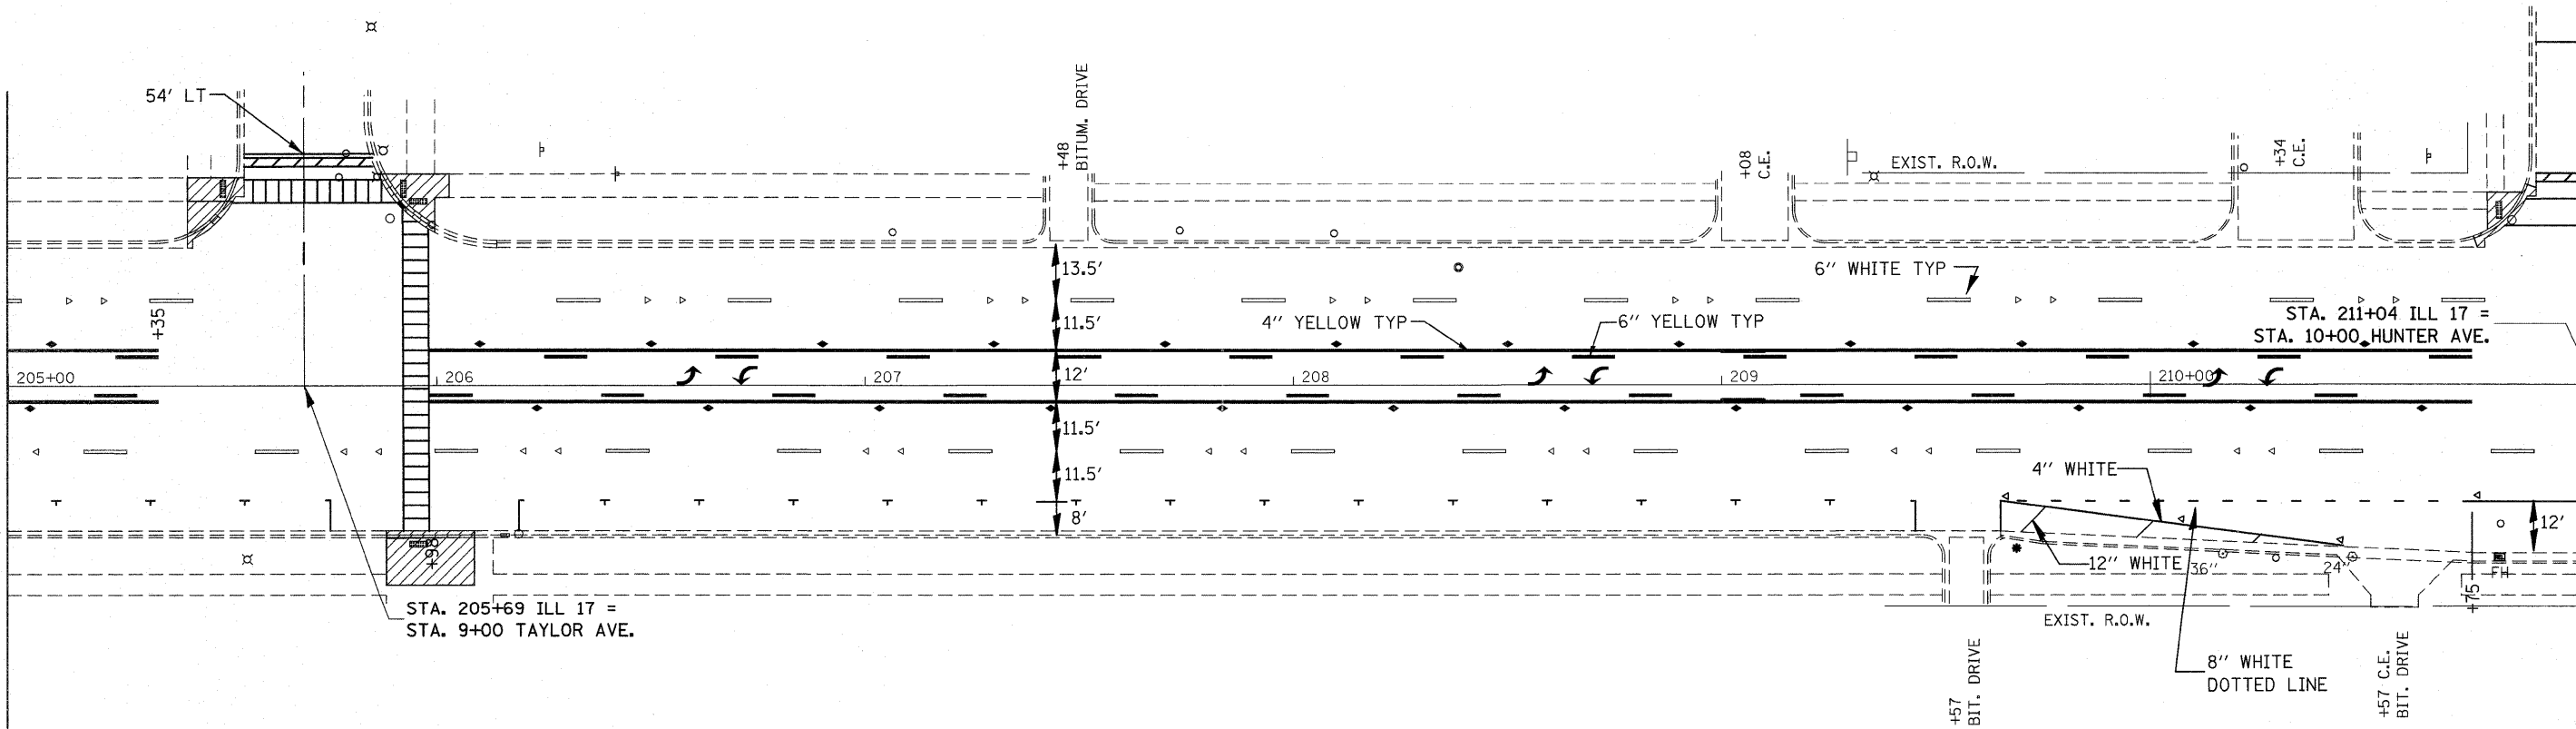 54' LT
+48
BITUM. DRIVE
+08
C.E.
EXIST. R.O.W.
+34
C.E.
13.5'
6" WHITE TYP
+35
11.5'
4" YELLOW TYP
6" YELLOW TYP
STA. 211+04 ILL 17 =
STA. 10+00 HUNTER AVE.
205+00
206
207
12'
208
209
210+00
11.5'
11.5'
4" WHITE
8'
12'
+98
12" WHITE
36"
24"
FH
+75
STA. 205+69 ILL 17 =
STA. 9+00 TAYLOR AVE.
EXIST. R.O.W.
+57
BIT. DRIVE
8" WHITE
DOTTED LINE
+57 C.E.
BIT. DRIVE